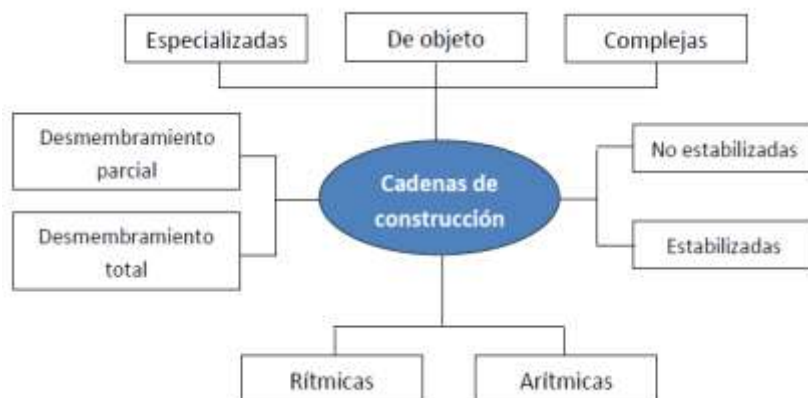 Especializadas
De objeto
Complejas
Desmembramiento
parcial
Desmembramiento
total
Cadenas de
construcción
No estabilizadas
Estabilizadas
Rítmicas
Arítmicas